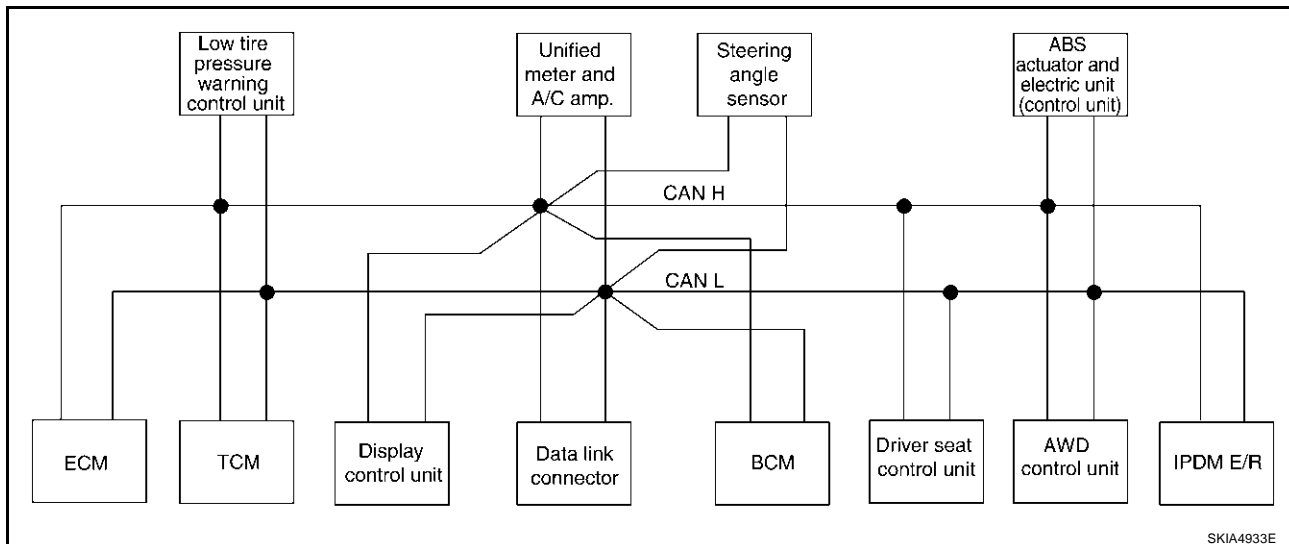 Low tire
pressure
warning
control unit
Unified
meter and
A/C amp.
Steering
angle
sensor
ABS
actuator and
electric unit
(control unit)
CAN H
CAN L
ECM
TCM
Display
control unit
Data link
connector
BCM
Driver seat
control unit
AWD
control unit
IPDM E/R
SKIA4933E